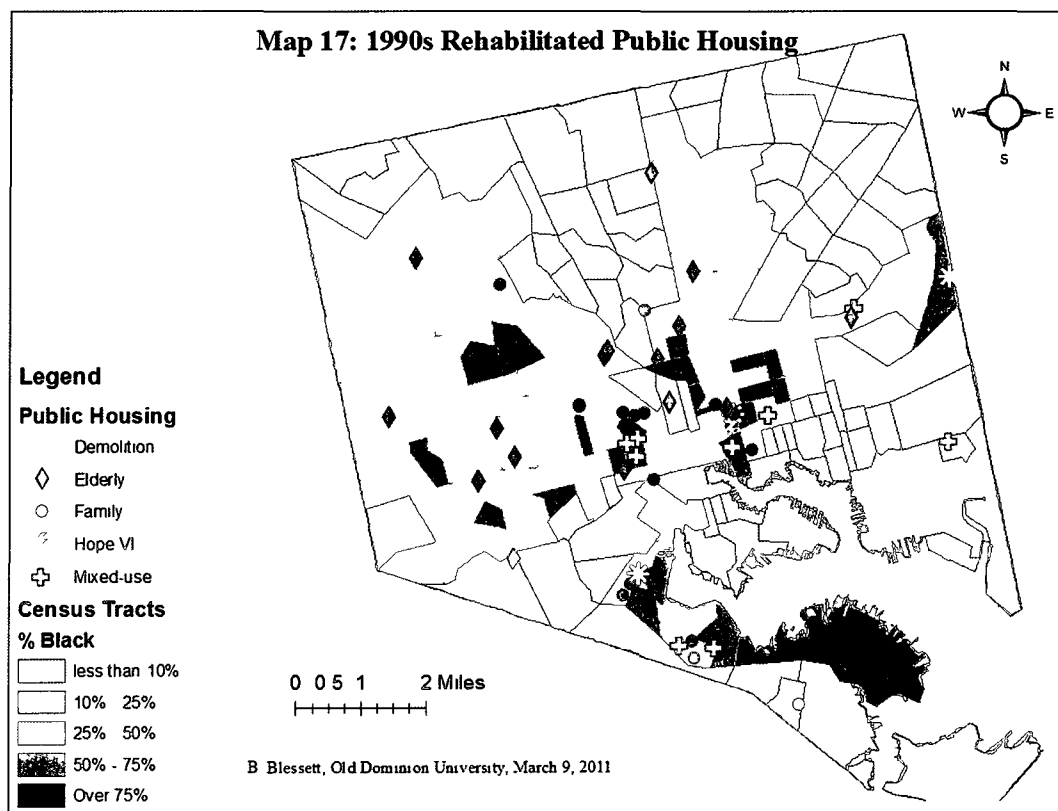 Map 17: 1990s Rehabilitated Public Housing
N
W E
S
Legend
Public Housing
Demolition
Elderly
Family
Hope VI
Mixed-use
Census Tracts
% Black
less than 10%
10% 25%
25% 50%
50% - 75%
Over 75%
0 0 5 1 2 Miles
B Blessett, Old Dominion University, March 9, 2011